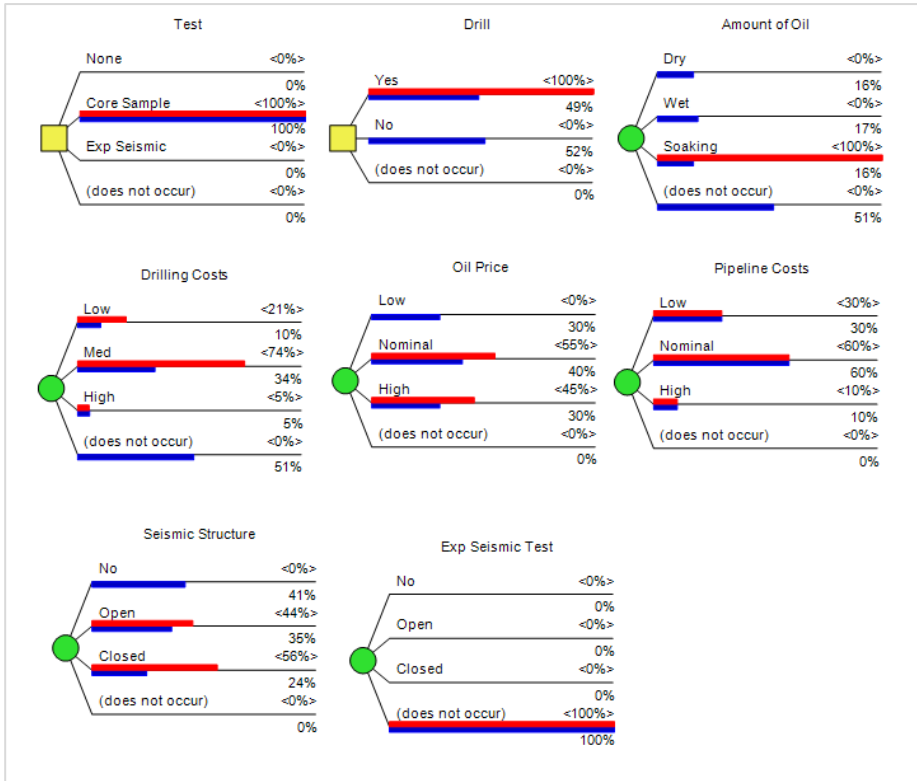 Test
None <0%>
0%
Core Sample <100%>
100%
Exp Seismic <0%>
0%
(does not occur) <0%>
0%
Drill
Yes <100%>
49%
No <0%>
52%
(does not occur) <0%>
0%
Amount of Oil
Dry <0%>
16%
Wet <0%>
17%
Soaking <100%>
16%
(does not occur) <0%>
51%
Drilling Costs
Low <21%>
10%
Med <74%>
34%
High <5%>
5%
(does not occur) <0%>
51%
Oil Price
Low <0%>
30%
Nominal <55%>
40%
High <45%>
30%
(does not occur) <0%>
0%
Pipeline Costs
Low <30%>
30%
Nominal <60%>
60%
High <10%>
10%
(does not occur) <0%>
0%
Seismic Structure
No <0%>
41%
Open <44%>
35%
Closed <56%>
24%
(does not occur) <0%>
0%
Exp Seismic Test
No <0%>
0%
Open <0%>
0%
Closed <0%>
0%
(does not occur) <100%>
100%